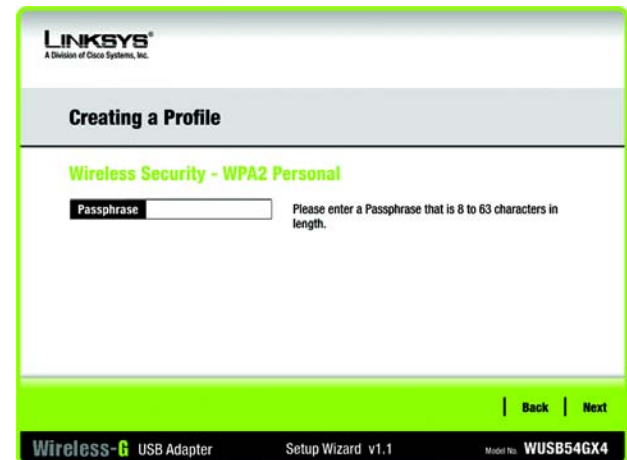 LINKSYS®
A Division of Cisco Systems, Inc.
Creating a Profile
Wireless Security - WPA2 Personal
Passphrase
Please enter a Passphrase that is 8 to 63 characters in
length.
Back | Next
Wireless-G USB Adapter Setup Wizard v1.1 Model No. WUSB54GX4